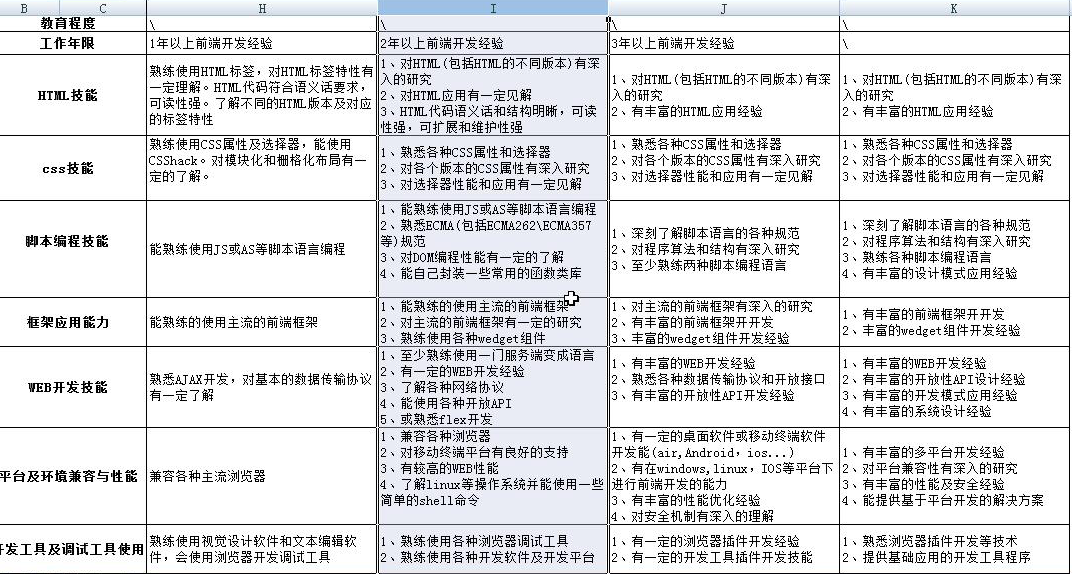 B C H I J K
教育程度 \ \ \ \
工作年限 1年以上前端开发经验 2年以上前端开发经验 3年以上前端开发经验 \
HTML技能
熟练使用HTML标签，对HTML标签特性有
一定理解。HTML代码符合语义话要求，
可读性强。了解不同的HTML版本及对应
的标签特性
1、对HTML(包括HTML的不同版本)有深
入的研究
2、对HTML应用有一定见解
3、HTML代码语义话和结构明晰，可读
性强，可扩展和维护性强
1、对HTML(包括HTML的不同版本)有深
入的研究
2、有丰富的HTML应用经验
1、对HTML(包括HTML的不同版本)有深
入的研究
2、有丰富的HTML应用经验
css技能
熟练使用CSS属性及选择器，能使用
CSShack。对模块化和栅格化布局有一
定的了解。
1、熟悉各种CSS属性和选择器
2、对各个版本的CSS属性有深入研究
3、对选择器性能和应用有一定见解
1、熟悉各种CSS属性和选择器
2、对各个版本的CSS属性有深入研究
3、对选择器性能和应用有一定见解
1、熟悉各种CSS属性和选择器
2、对各个版本的CSS属性有深入研究
3、对选择器性能和应用有一定见解
脚本编程技能
能熟练使用JS或AS等脚本语言编程
1、能熟练使用JS或AS等脚本语言编程
2、熟悉ECMA(包括ECMA262\ECMA357
等)规范
3、对DOM编程性能有一定的了解
4、能自己封装一些常用的函数类库
1、深刻了解脚本语言的各种规范
2、对程序算法和结构有深入研究
3、至少熟练两种脚本编程语言
1、深刻了解脚本语言的各种规范
2、对程序算法和结构有深入研究
3、熟练各种脚本编程语言
4、有丰富的设计模式应用经验
框架应用能力
能熟练的使用主流的前端框架
1、能熟练的使用主流的前端框架
2、对主流的前端框架有一定的研究
3、熟练使用各种wedget组件
1、对主流的前端框架有深入的研究
2、有丰富的前端框架开开发
3、丰富的wedget组件开发经验
1、有丰富的前端框架开开发
2、丰富的wedget组件开发经验
WEB开发技能
熟悉AJAX开发，对基本的数据传输协议
有一定了解
1、至少熟练使用一门服务端变成语言
2、有一定的WEB开发经验
3、了解各种网络协议
4、能使用各种开放API
5、或熟悉flex开发
1、有丰富的WEB开发经验
2、熟悉各种数据传输协议和开放接口
3、有丰富的开放性API开发经验
1、有丰富的WEB开发经验
2、有丰富的开放性API设计经验
3、有丰富的开发模式应用经验
4、有丰富的系统设计经验
平台及环境兼容与性能
兼容各种主流浏览器
1、兼容各种浏览器
2、对移动终端平台有良好的支持
3、有较高的WEB性能
4、了解linux等操作系统并能使用一些
简单的shell命令
1、有一定的桌面软件或移动终端软件
开发能(air,Android，ios...)
2、有在windows,linux，IOS等平台下
进行前端开发的能力
3、有丰富的性能优化经验
4、对安全机制有深入的理解
1、有丰富的多平台开发经验
2、对平台兼容性有深入的研究
3、有丰富的性能及安全经验
4、能提供基于平台开发的解决方案
开发工具及调试工具使用
熟练使用视觉设计软件和文本编辑软
件，会使用浏览器开发调试工具
1、熟练使用各种浏览器调试工具
2、熟练使用各种开发软件及开发平台
1、有一定的浏览器插件开发经验
2、有一定的开发工具插件开发技能
1、熟悉浏览器插件开发等技术
2、提供基础应用的开发工具程序